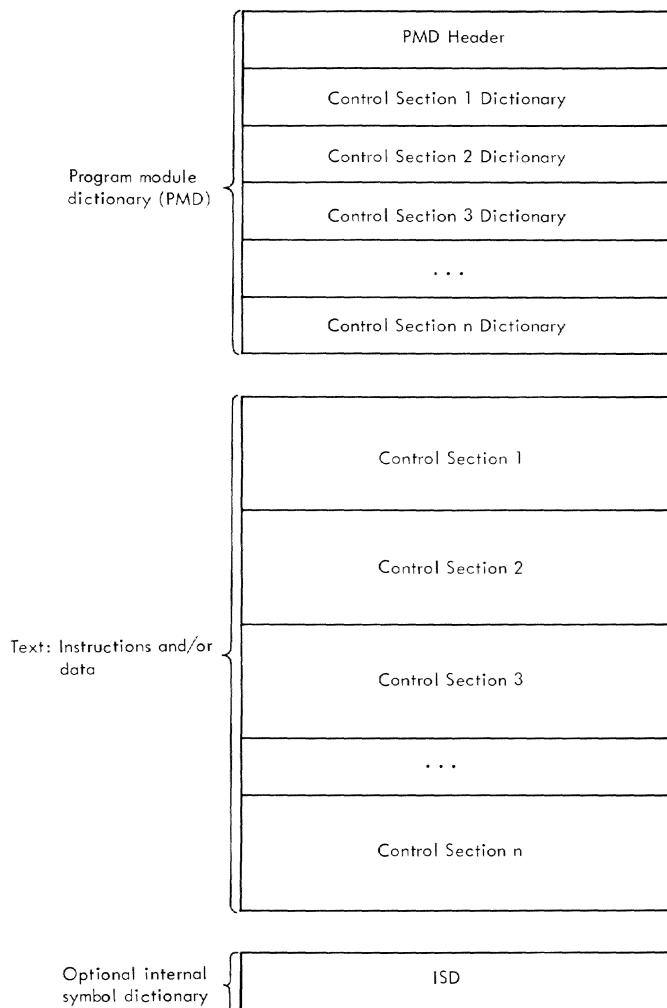 PMD Header
Control Section 1 Dictionary
Control Section 2 Dictionary
Program module
dictionary (PMD)
Control Section 3 Dictionary
...
Control Section n Dictionary
Control Section 1
Control Section 2
Text: Instructions and/or
data
Control Section 3
...
Control Section n
Optional internal
symbol dictionary
ISD